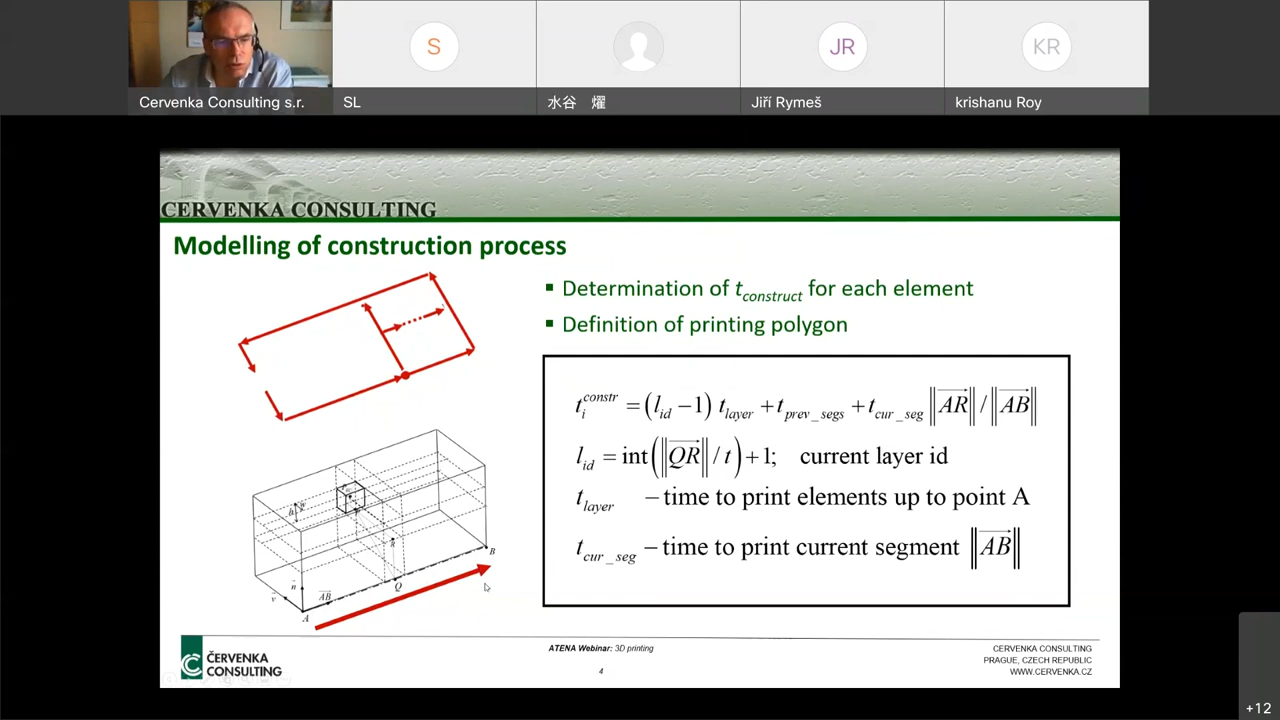 S
JR
KR
Cervenka Consulting s.r.
SL
水谷 燿
Jiří Rymeš
krishanu Roy
CERVENKA CONSULTING
Modelling of construction process
▪ Determination of t_construct for each element
▪ Definition of printing polygon
t_i^constr = (l_id − 1) t_layer + t_prev_segs + t_cur_seg ‖AR‖ / ‖AB‖
l_id = int(‖QR‖ / t) + 1; current layer id
t_layer – time to print elements up to point A
t_cur_seg – time to print current segment ‖AB‖
h
R
B
Q
n
v
AB
A
ČERVENKA
CONSULTING
ATENA Webinar: 3D printing
4
CERVENKA CONSULTING
PRAGUE, CZECH REPUBLIC
WWW.CERVENKA.CZ
+12